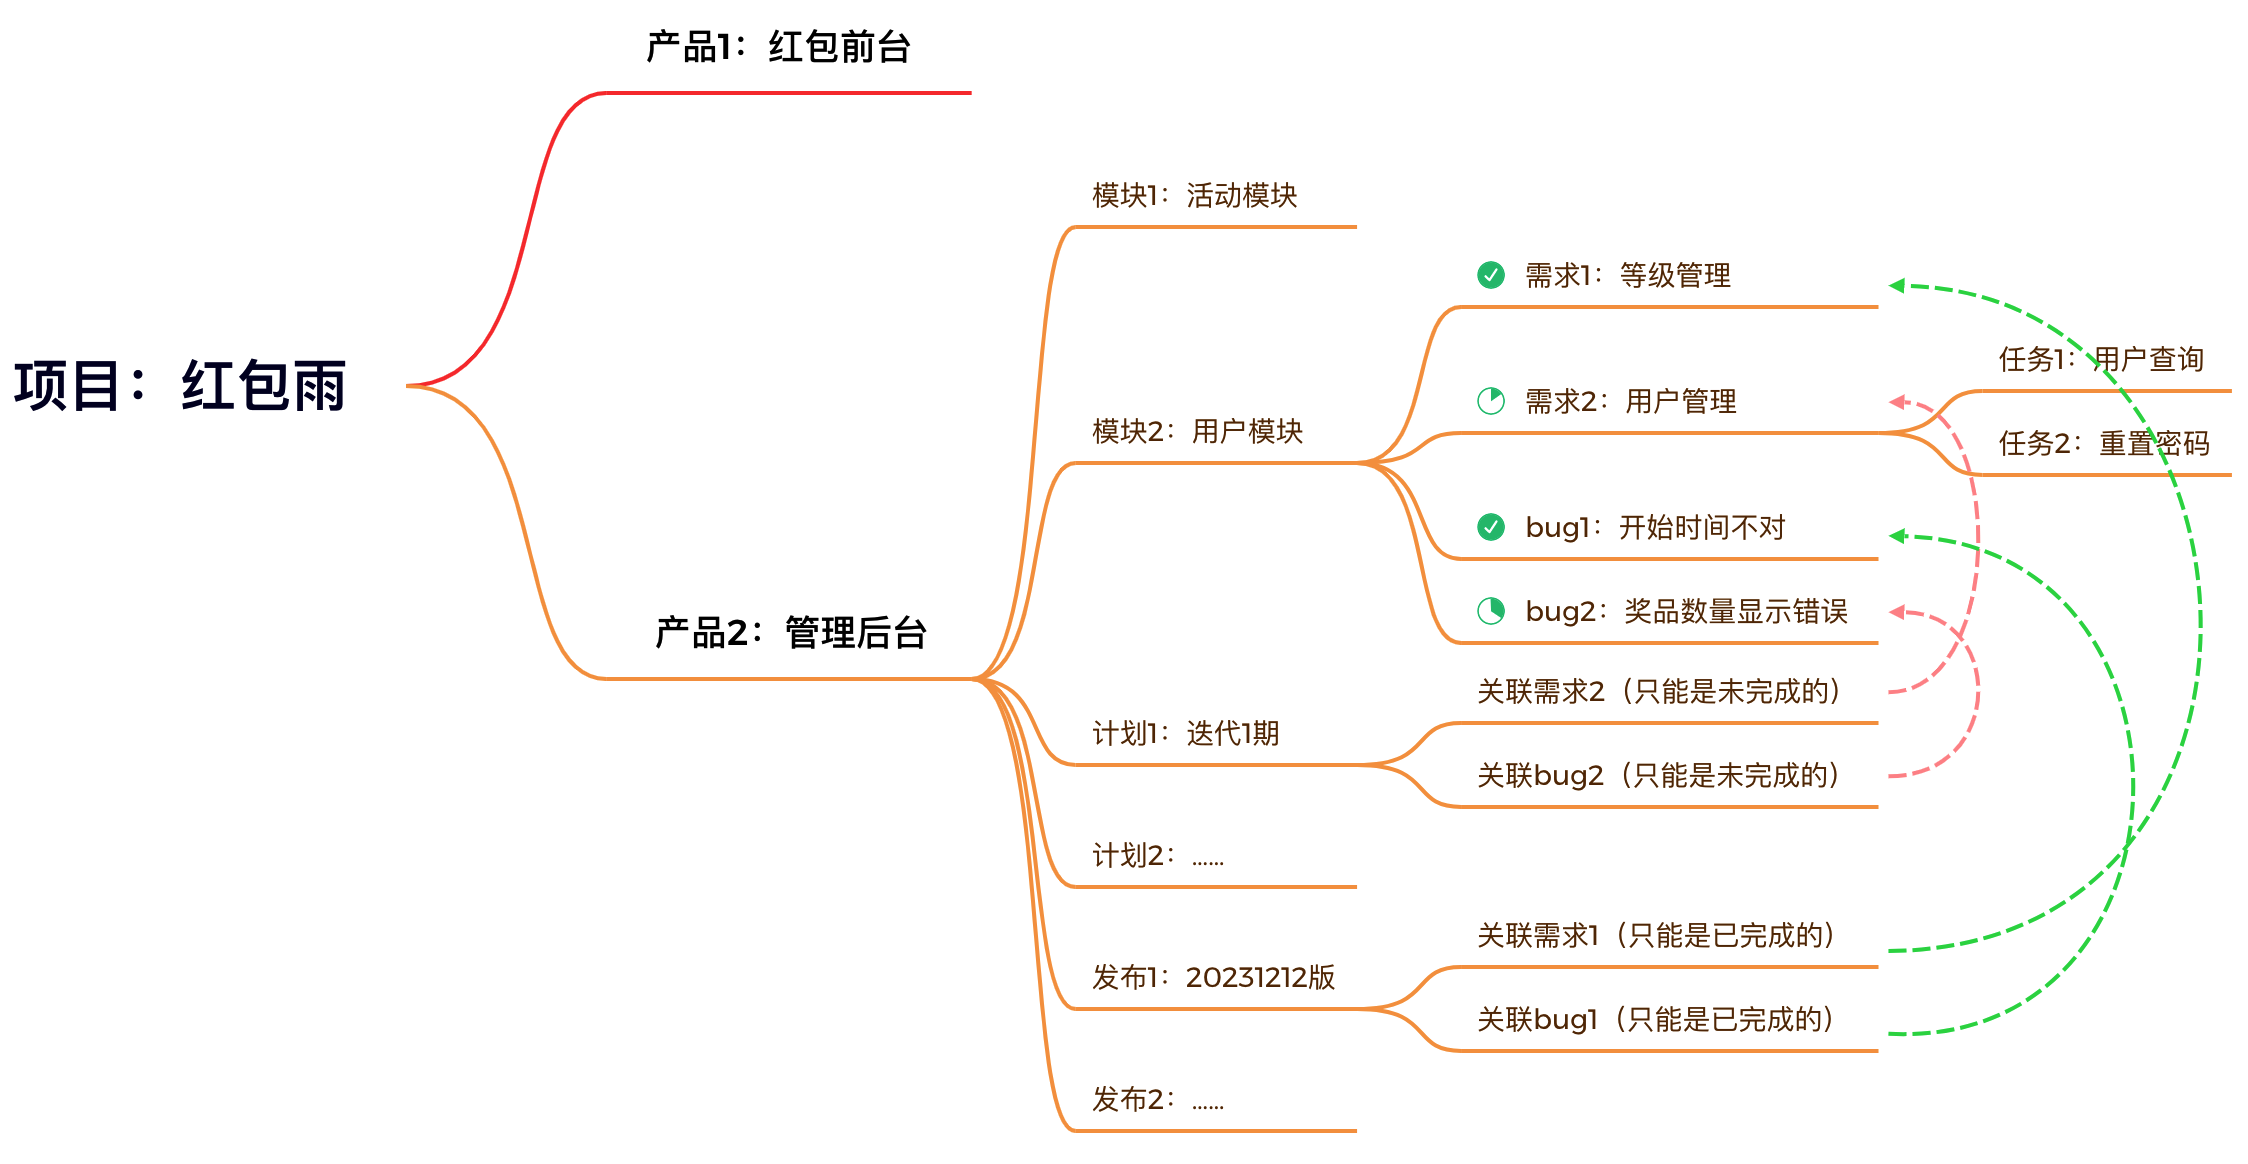 项目：红包雨
产品1：红包前台
产品2：管理后台
模块1：活动模块
模块2：用户模块
需求1：等级管理
需求2：用户管理
任务1：用户查询
任务2：重置密码
bug1：开始时间不对
bug2：奖品数量显示错误
计划1：迭代1期
关联需求2（只能是未完成的）
关联bug2（只能是未完成的）
计划2：......
发布1：20231212版
关联需求1（只能是已完成的）
关联bug1（只能是已完成的）
发布2：......